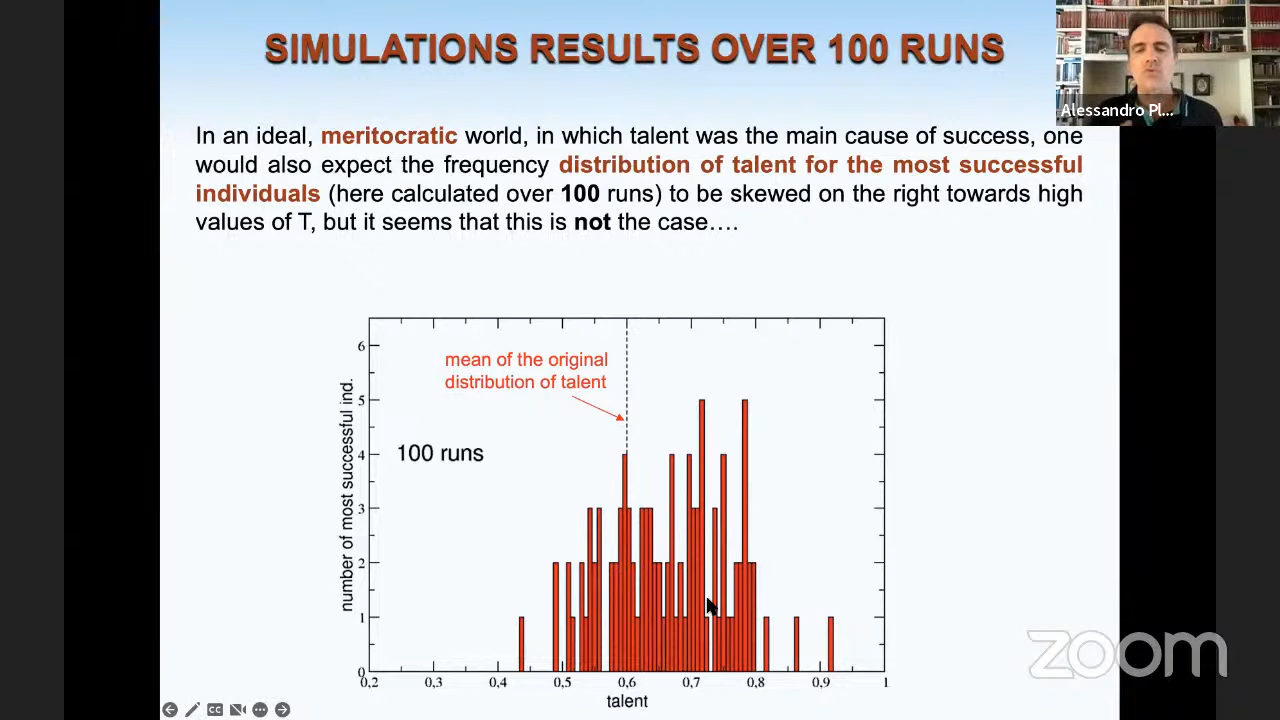 SIMULATIONS RESULTS OVER 100 RUNS
Alessandro Pl...
In an ideal, meritocratic world, in which talent was the main cause of success, one
would also expect the frequency distribution of talent for the most successful
individuals (here calculated over 100 runs) to be skewed on the right towards high
values of T, but it seems that this is not the case….
mean of the original
distribution of talent
100 runs
number of most successful ind.
6
5
4
3
2
1
0
0,2 0,3 0,4 0,5 0,6 0,7 0,8 0,9 1
talent
zoom
CC